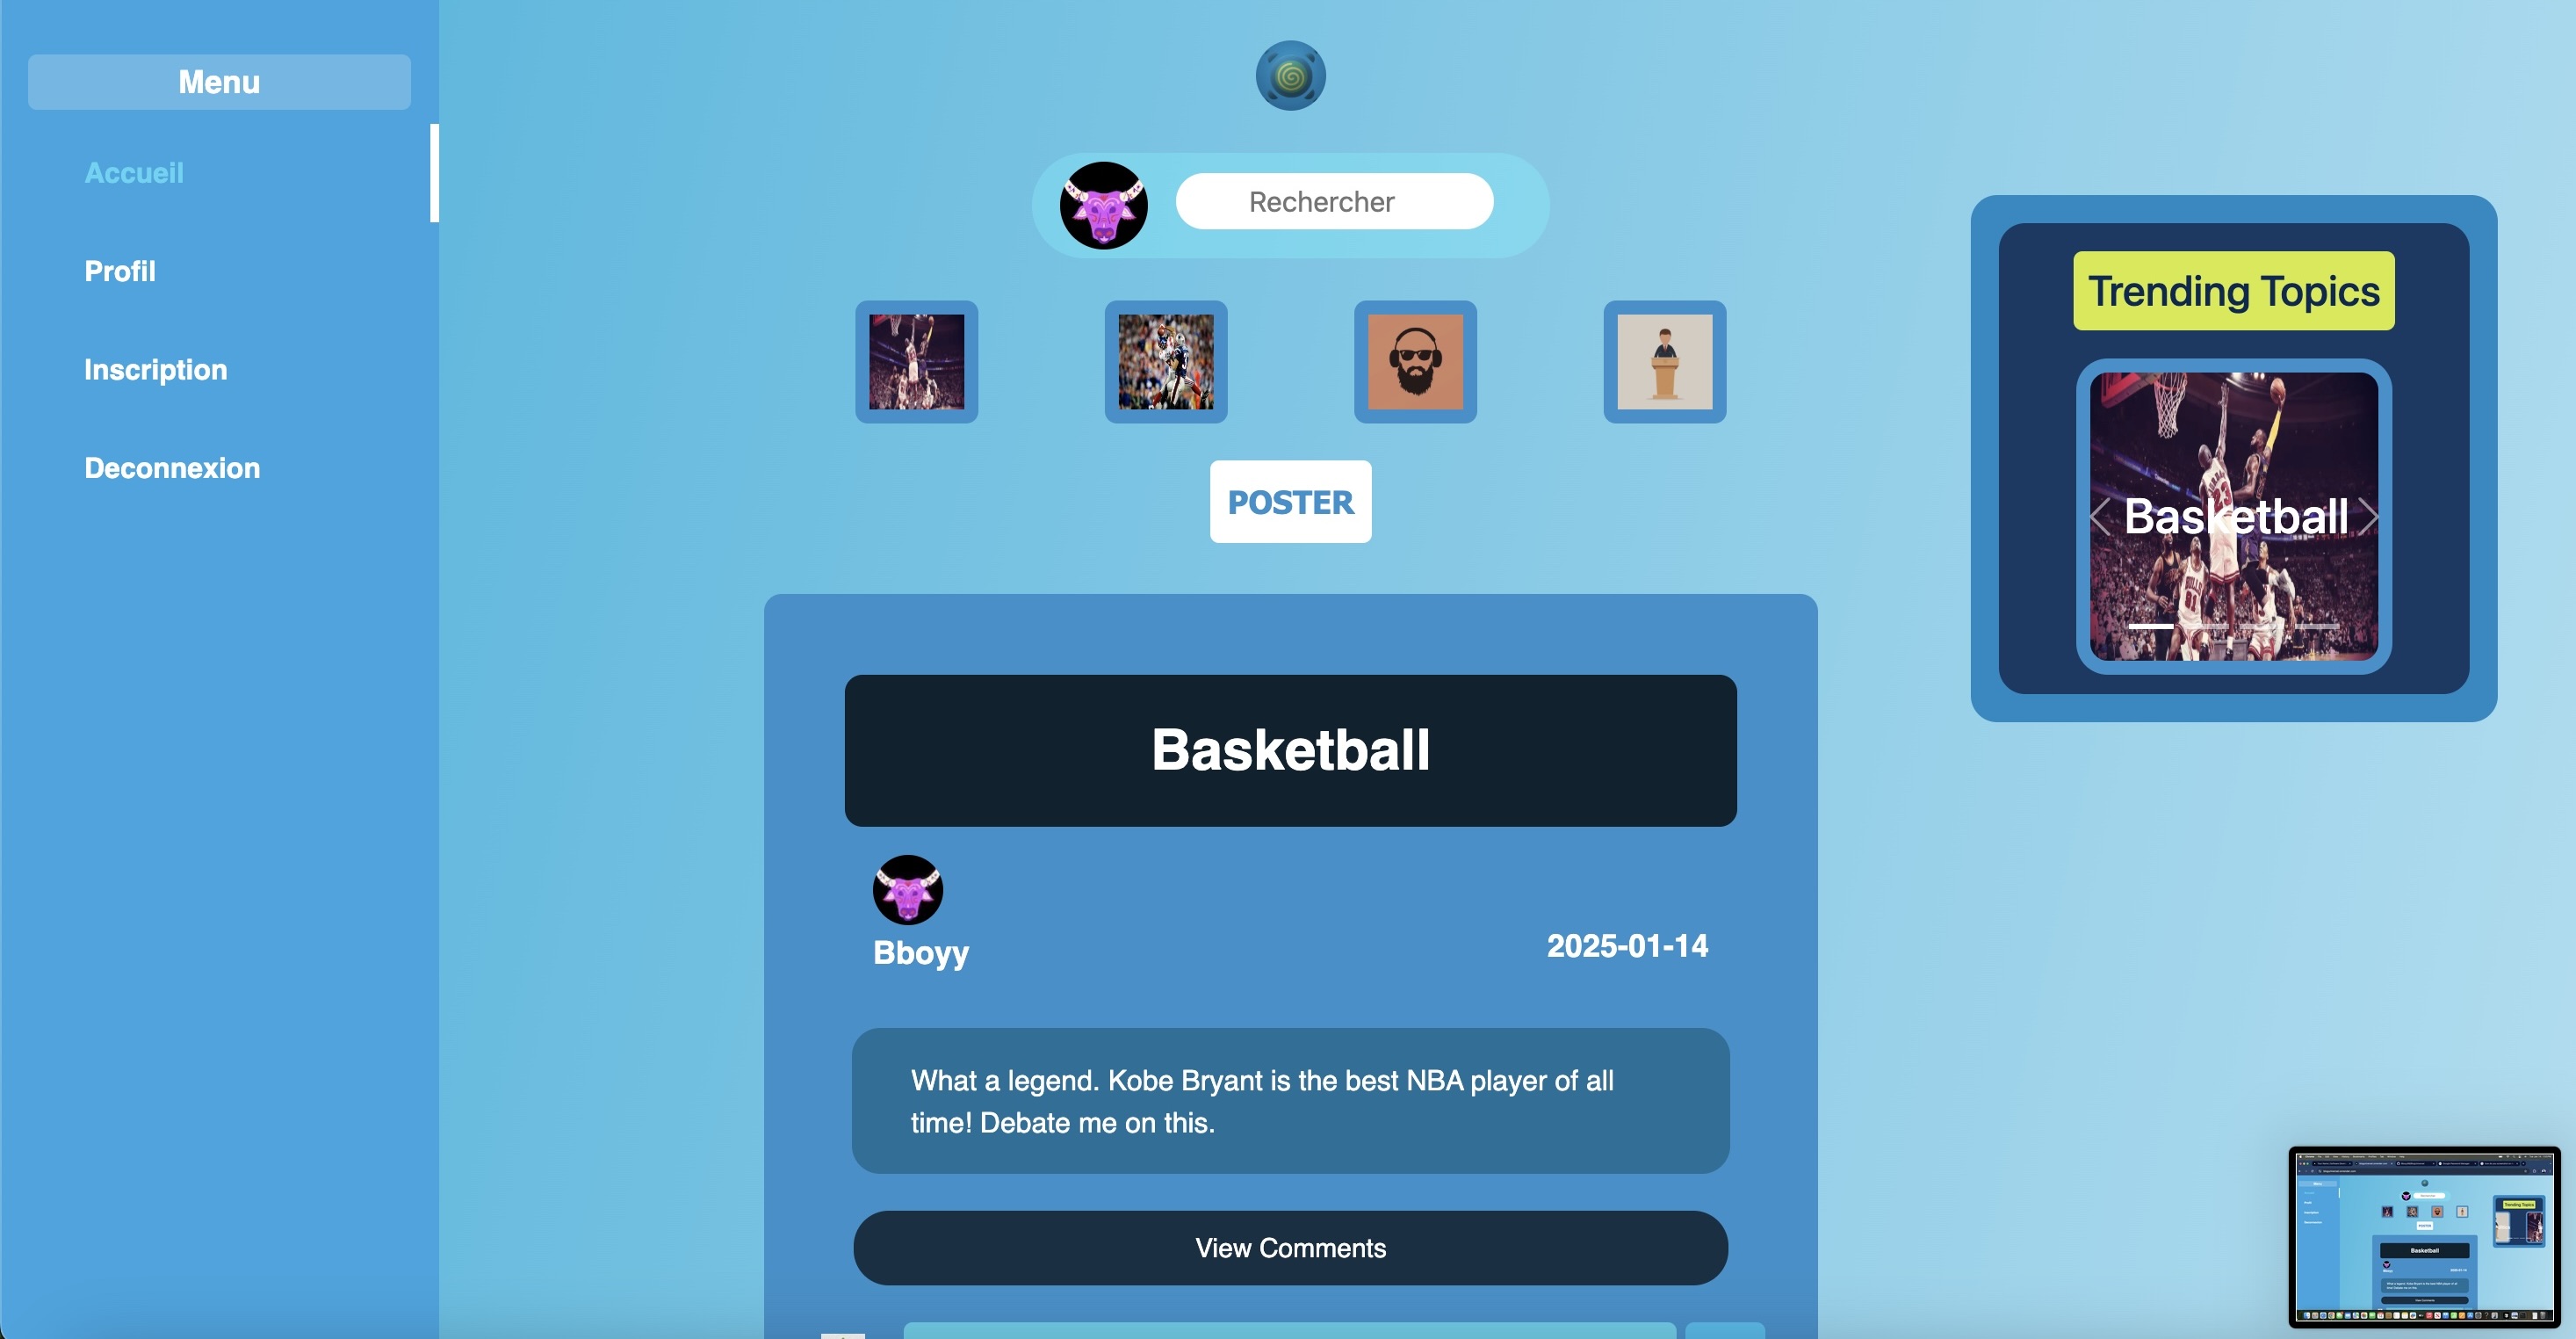 Menu
Accueil
Profil
Inscription
Deconnexion
Rechercher
POSTER
Trending Topics
Basketball
Basketball
Bboyy
2025-01-14
What a legend. Kobe Bryant is the best NBA player of all
time! Debate me on this.
View Comments